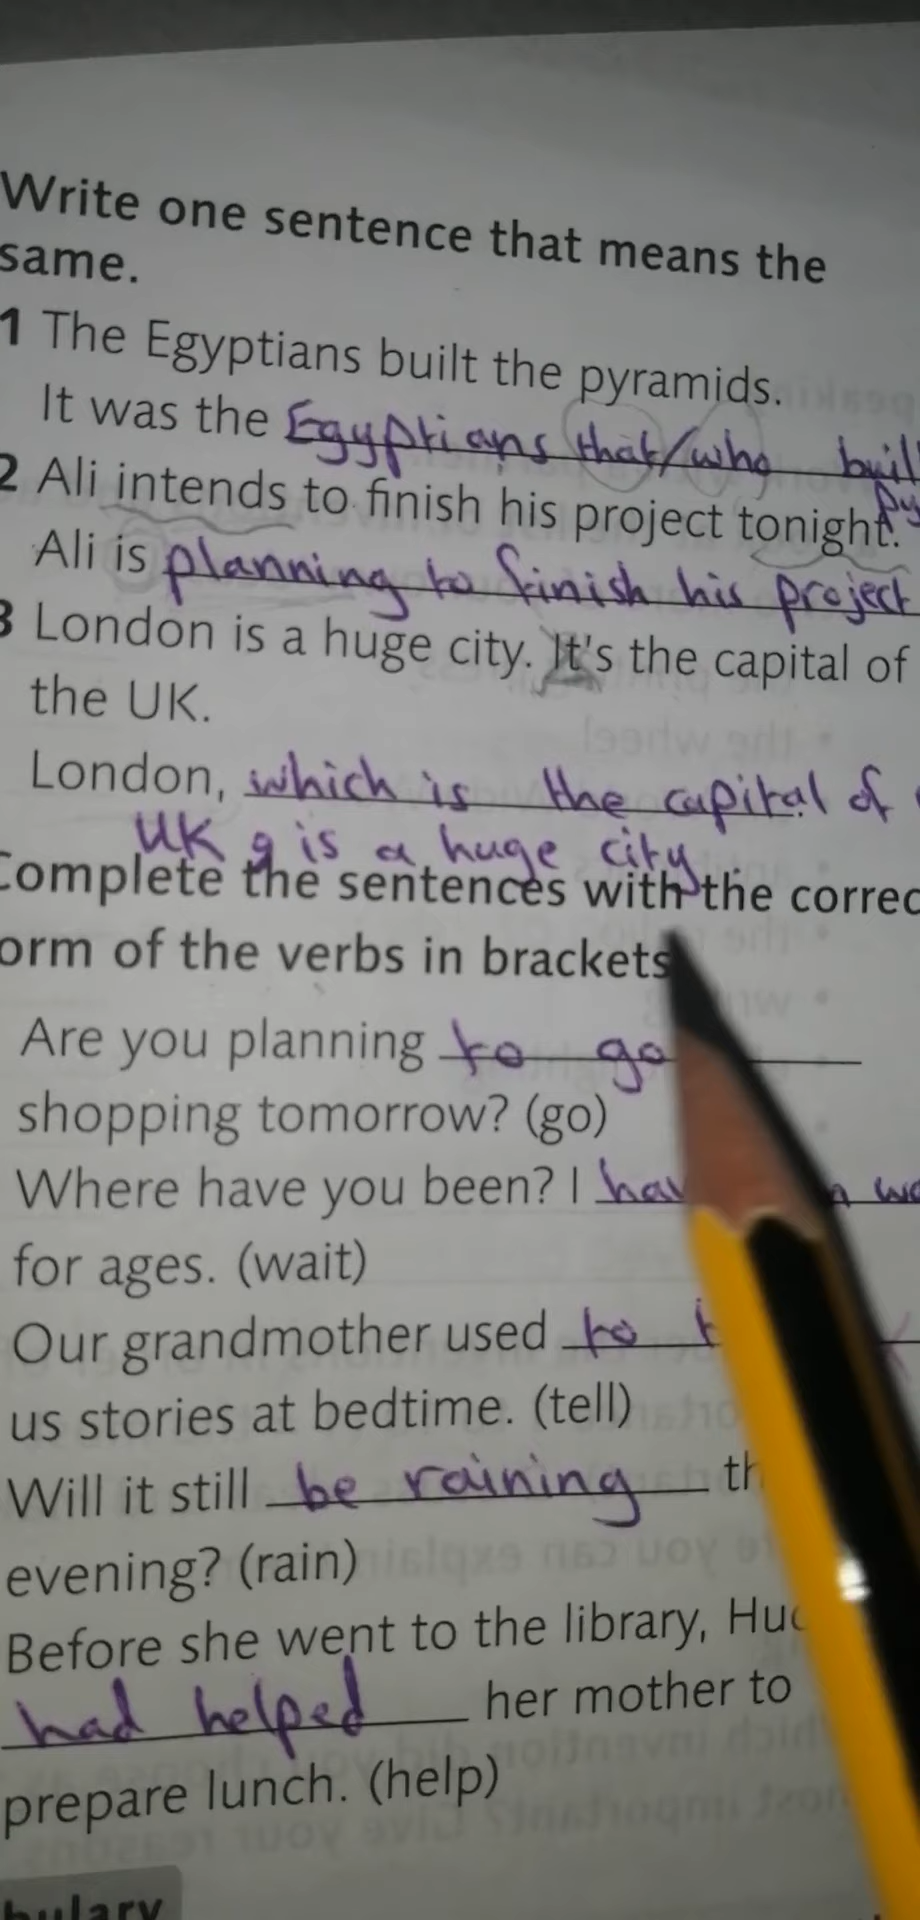 Write one sentence that means the
same.
1 The Egyptians built the pyramids.
It was the Egyptians that/who built
2 Ali intends to finish his project tonight.
Ali is planning to finish his project
3 London is a huge city. It's the capital of
the UK.
London, which is the capital of
UK, is a huge city
Complete the sentences with the correc
orm of the verbs in brackets
Are you planning to go
shopping tomorrow? (go)
Where have you been? I
for ages. (wait)
Our grandmother used to
us stories at bedtime. (tell)
Will it still be raining
evening? (rain)
Before she went to the library,
had helped her mother to
prepare lunch. (help)
bulary